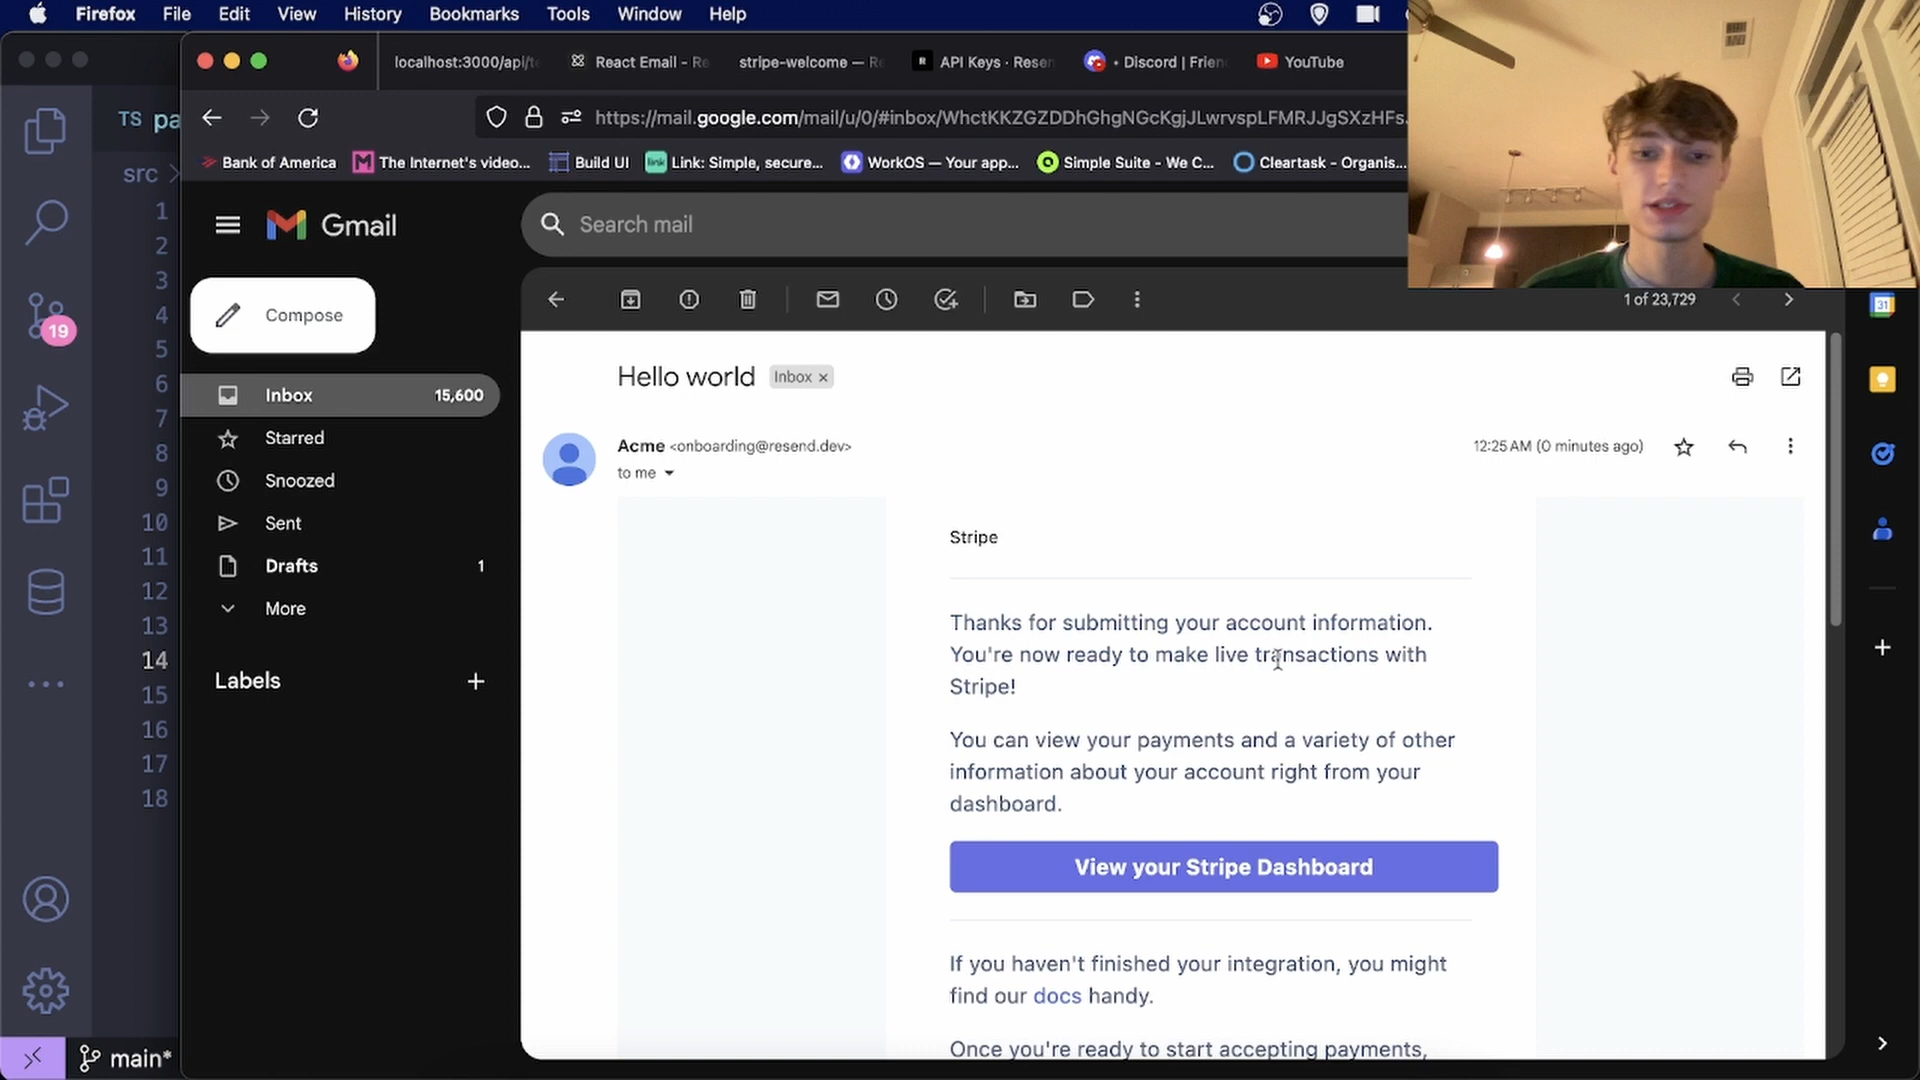 Firefox File Edit View History Bookmarks Tools Window Help
localhost:3000/api/te
React Email - Re
stripe-welcome — Re
API Keys · Resen
• Discord | Frien
YouTube
https://mail.google.com/mail/u/0/#inbox/WhctKKZGZDDhGhgNGcKgjJLwrvspLFMRJJgSXzHFs
Bank of America
The Internet's video...
Build UI
Link: Simple, secure...
WorkOS — Your app...
Simple Suite - We C...
Cleartask - Organis...
TS pa
src >
1
2
3
4
5
6
7
8
9
10
11
12
13
14
15
16
17
18
19
main*
Gmail
Search mail
Compose
Inbox 15,600
Starred
Snoozed
Sent
Drafts 1
More
Labels
1 of 23,729
Hello world
Inbox ×
Acme <onboarding@resend.dev>
to me
12:25 AM (0 minutes ago)
Stripe
Thanks for submitting your account information.
You're now ready to make live transactions with
Stripe!
You can view your payments and a variety of other
information about your account right from your
dashboard.
View your Stripe Dashboard
If you haven't finished your integration, you might
find our docs handy.
Once you're ready to start accepting payments,
31